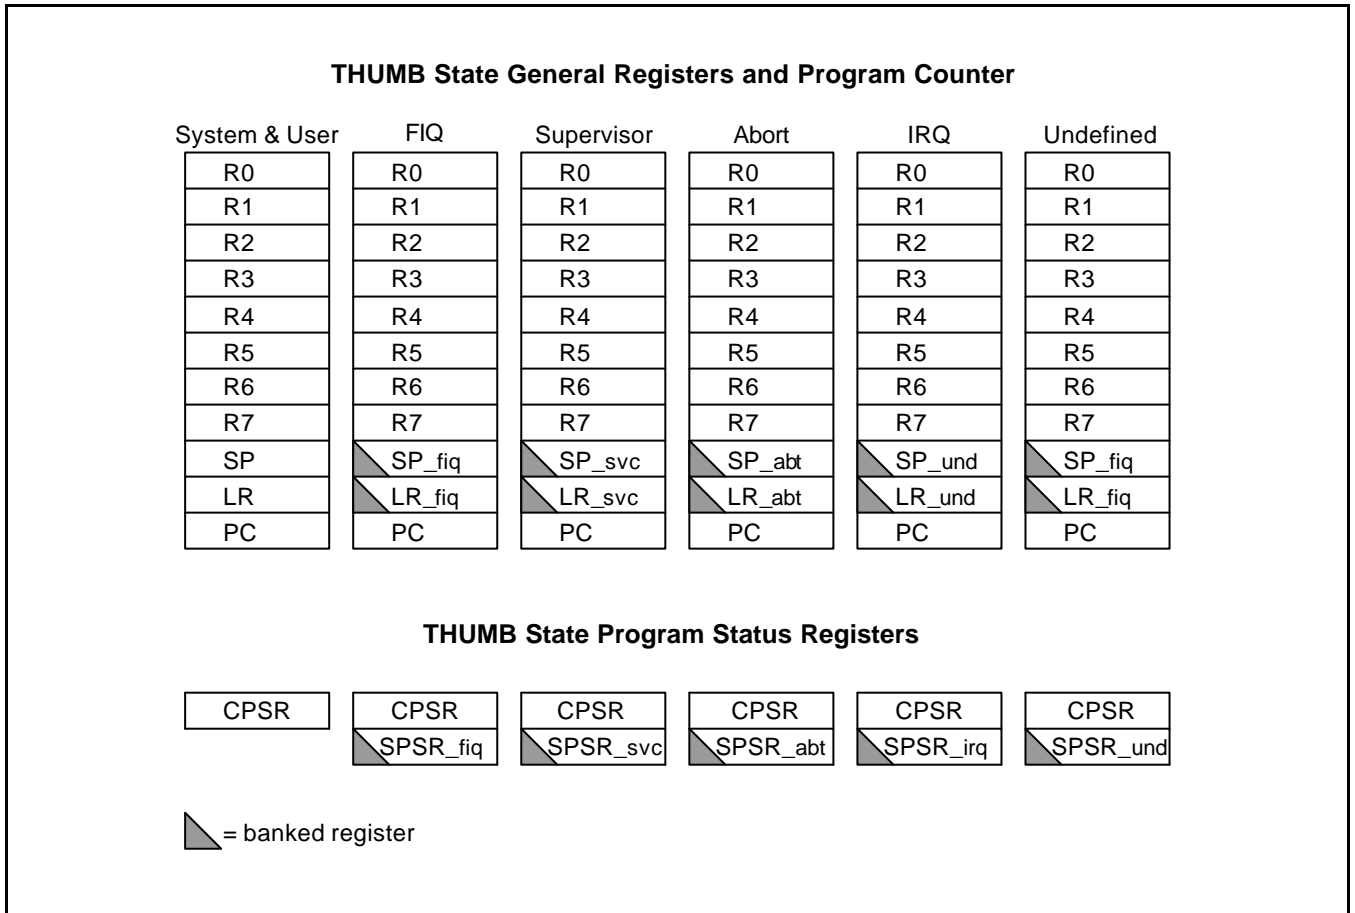 THUMB State General Registers and Program Counter
System & User FIQ Supervisor Abort IRQ Undefined
R0 R0 R0 R0 R0 R0
R1 R1 R1 R1 R1 R1
R2 R2 R2 R2 R2 R2
R3 R3 R3 R3 R3 R3
R4 R4 R4 R4 R4 R4
R5 R5 R5 R5 R5 R5
R6 R6 R6 R6 R6 R6
R7 R7 R7 R7 R7 R7
SP SP_fiq SP_svc SP_abt SP_und SP_fiq
LR LR_fiq LR_svc LR_abt LR_und LR_fiq
PC PC PC PC PC PC
THUMB State Program Status Registers
CPSR CPSR CPSR CPSR CPSR CPSR
SPSR_fiq SPSR_svc SPSR_abt SPSR_irq SPSR_und
= banked register